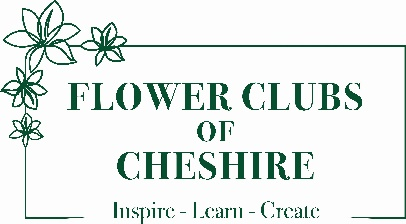 FLOWER CLUBS
OF
CHESHIRE
Inspire - Learn - Create